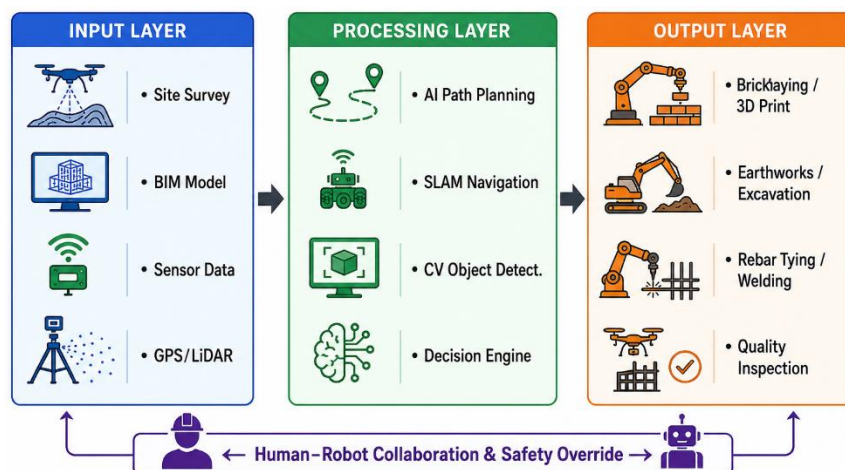 INPUT LAYER
• Site Survey
• BIM Model
• Sensor Data
• GPS/LiDAR
PROCESSING LAYER
• AI Path Planning
• SLAM Navigation
• CV Object Detect.
• Decision Engine
OUTPUT LAYER
• Bricklaying /
3D Print
• Earthworks /
Excavation
• Rebar Tying /
Welding
• Quality
Inspection
← Human–Robot Collaboration & Safety Override →